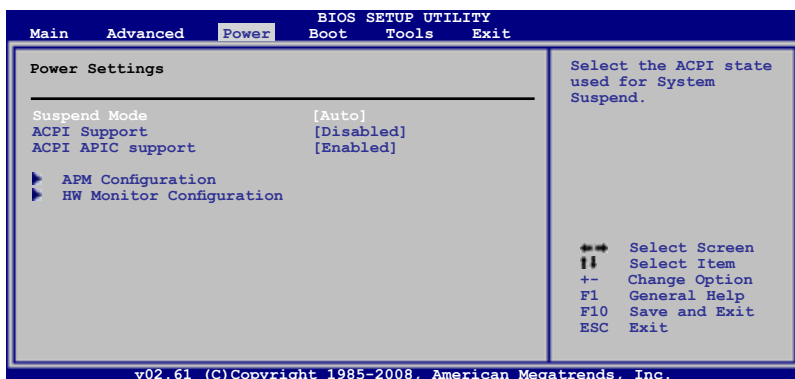 BIOS SETUP UTILITY
Main Advanced Power Boot Tools Exit
Power Settings
Suspend Mode [Auto]
ACPI Support [Disabled]
ACPI APIC support [Enabled]
APM Configuration
HW Monitor Configuration
Select the ACPI state
used for System
Suspend.
Select Screen
Select Item
+- Change Option
F1 General Help
F10 Save and Exit
ESC Exit
v02.61 (C)Copyright 1985-2008, American Megatrends, Inc.